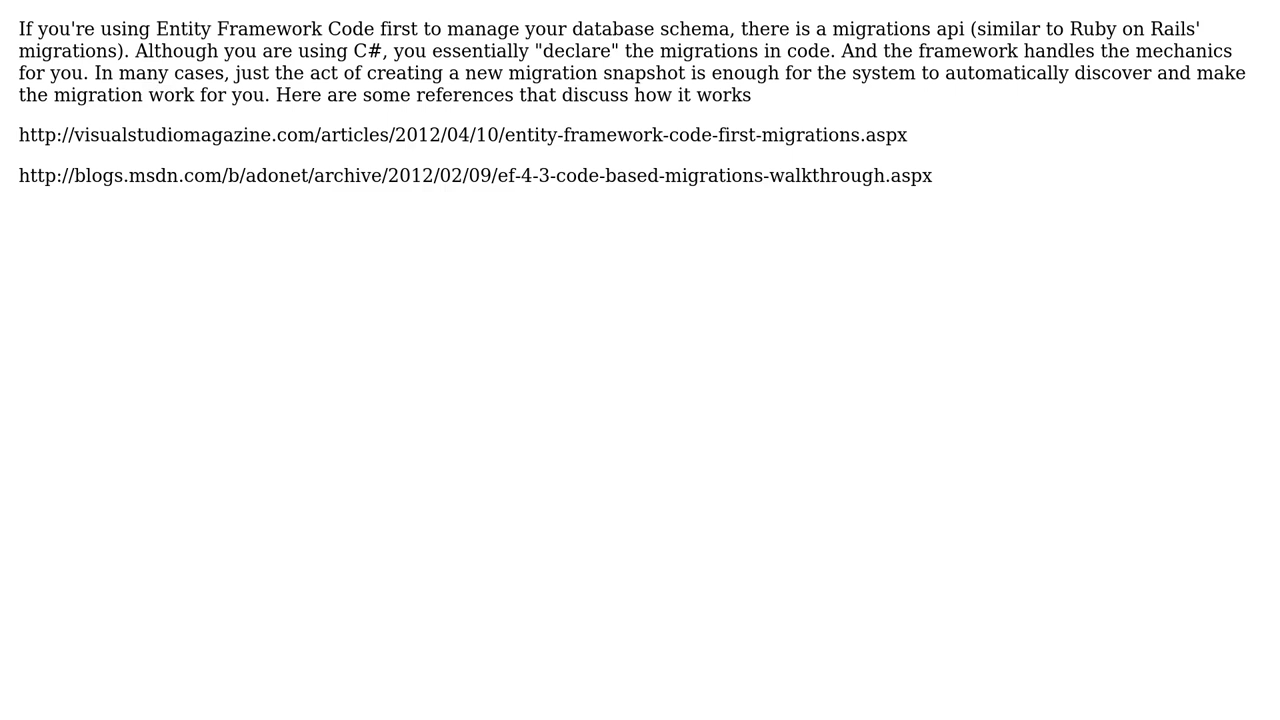 If you're using Entity Framework Code first to manage your database schema, there is a migrations api (similar to Ruby on Rails'
migrations). Although you are using C#, you essentially "declare" the migrations in code. And the framework handles the mechanics
for you. In many cases, just the act of creating a new migration snapshot is enough for the system to automatically discover and make
the migration work for you. Here are some references that discuss how it works
http://visualstudiomagazine.com/articles/2012/04/10/entity-framework-code-first-migrations.aspx
http://blogs.msdn.com/b/adonet/archive/2012/02/09/ef-4-3-code-based-migrations-walkthrough.aspx